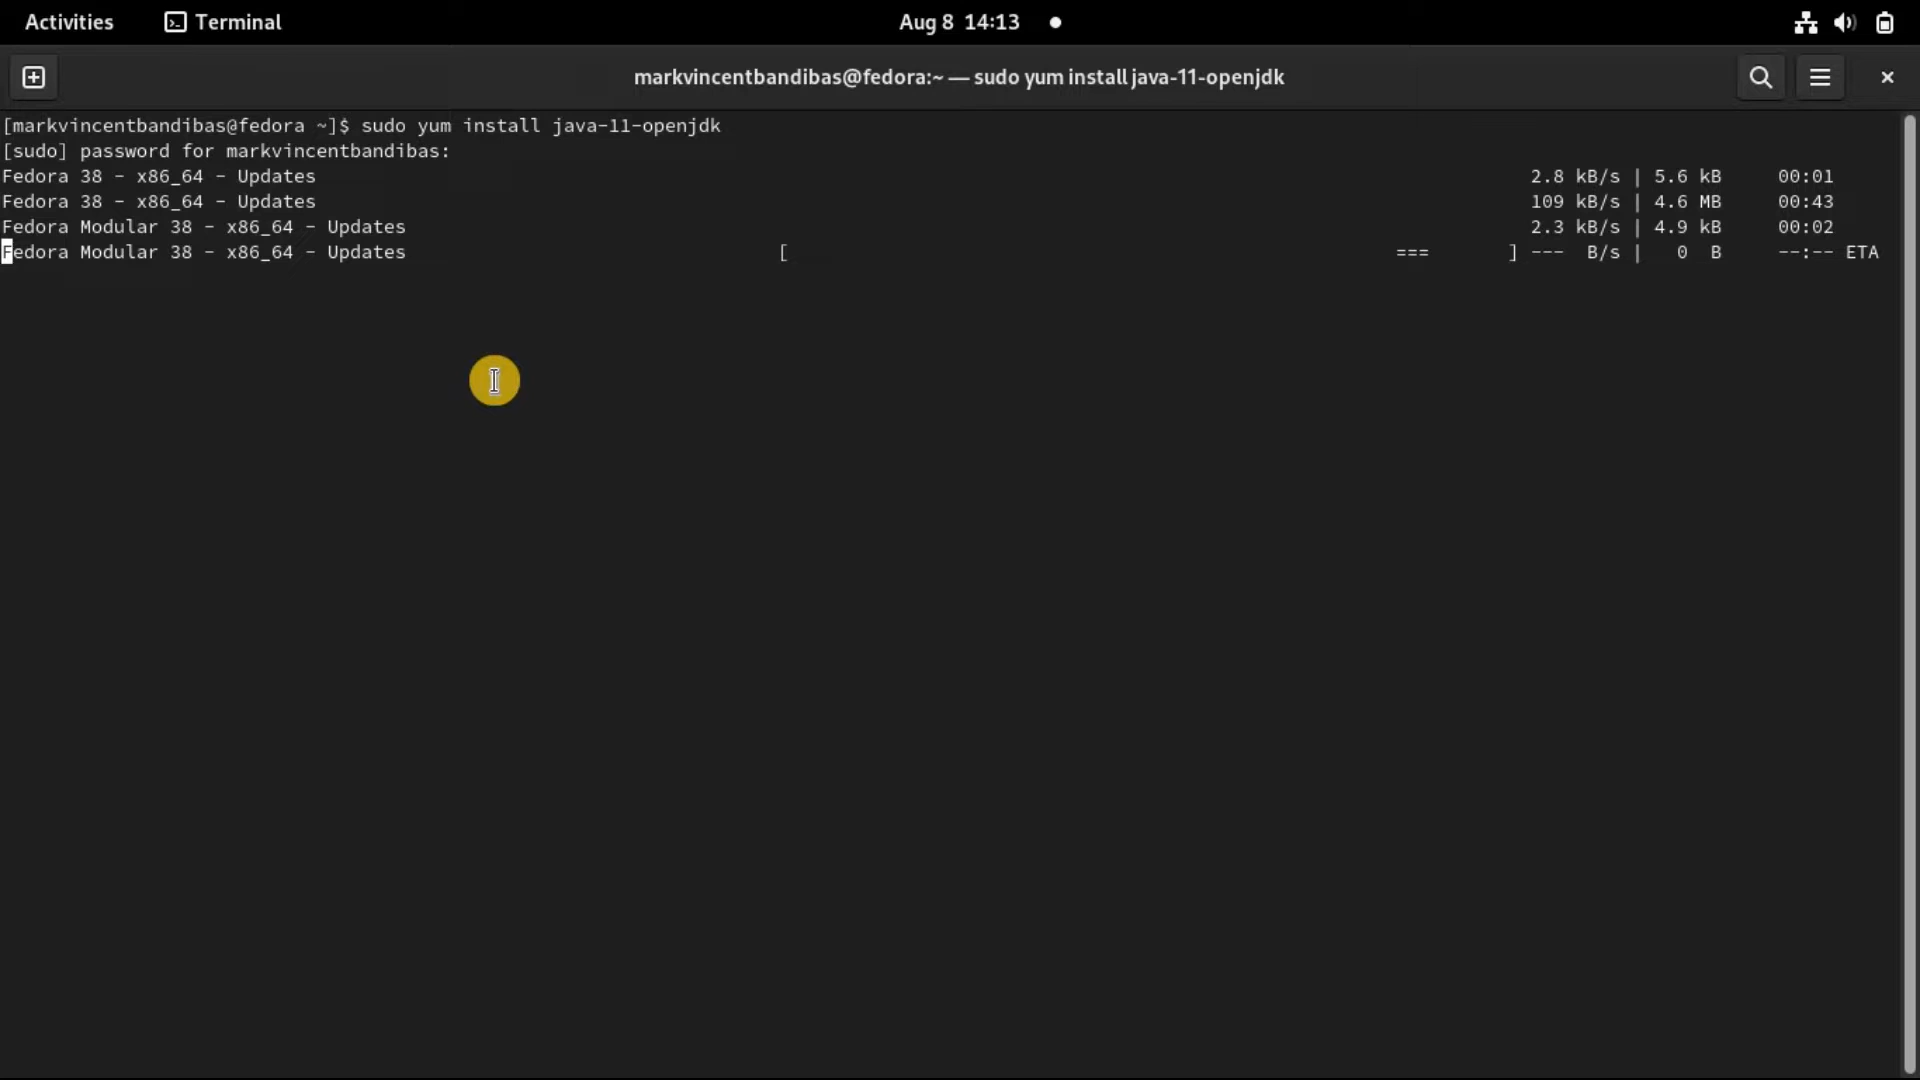 Activities Terminal Aug 8 14:13
markvincentbandibas@fedora:~ — sudo yum install java-11-openjdk
[markvincentbandibas@fedora ~]$ sudo yum install java-11-openjdk
[sudo] password for markvincentbandibas:
Fedora 38 - x86_64 - Updates 2.8 kB/s | 5.6 kB 00:01
Fedora 38 - x86_64 - Updates 109 kB/s | 4.6 MB 00:43
Fedora Modular 38 - x86_64 - Updates 2.3 kB/s | 4.9 kB 00:02
Fedora Modular 38 - x86_64 - Updates [ === ] --- B/s | 0 B --:-- ETA